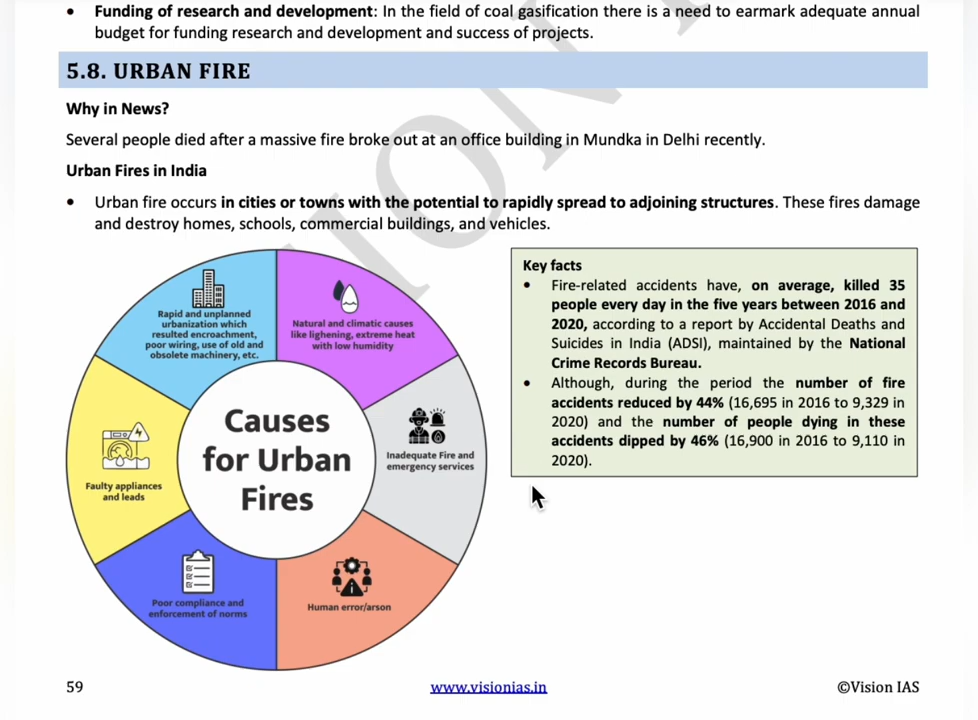 • Funding of research and development: In the field of coal gasification there is a need to earmark adequate annual
budget for funding research and development and success of projects.
5.8. URBAN FIRE
Why in News?
Several people died after a massive fire broke out at an office building in Mundka in Delhi recently.
Urban Fires in India
• Urban fire occurs in cities or towns with the potential to rapidly spread to adjoining structures. These fires damage
and destroy homes, schools, commercial buildings, and vehicles.
Rapid and unplanned
urbanization which
resulted encroachment,
poor wiring, use of old and
obsolete machinery, etc.
Natural and climatic causes
like lighening, extreme heat
with low humidity
Inadequate Fire and
emergency services
Human error/arson
Poor compliance and
enforcement of norms
Faulty appliances
and leads
Causes
for Urban
Fires
Key facts
• Fire-related accidents have, on average, killed 35
people every day in the five years between 2016 and
2020, according to a report by Accidental Deaths and
Suicides in India (ADSI), maintained by the National
Crime Records Bureau.
• Although, during the period the number of fire
accidents reduced by 44% (16,695 in 2016 to 9,329 in
2020) and the number of people dying in these
accidents dipped by 46% (16,900 in 2016 to 9,110 in
2020).
59
www.visionias.in
©Vision IAS